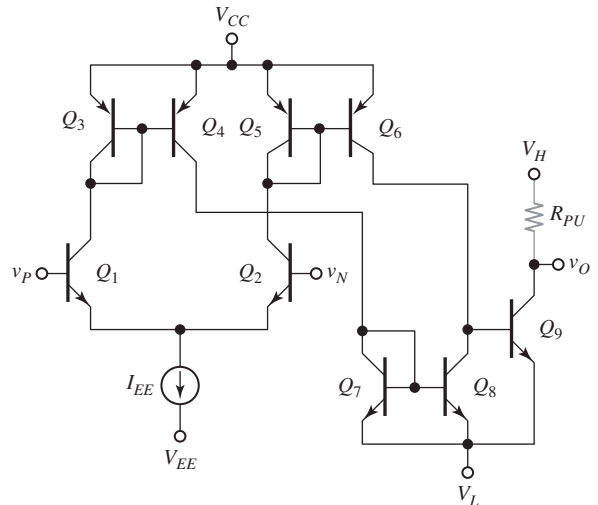 V_CC
Q_3
Q_4
Q_5
Q_6
V_H
R_PU
v_P
Q_1
Q_2
v_N
v_O
Q_9
I_EE
Q_7
Q_8
V_EE
V_L